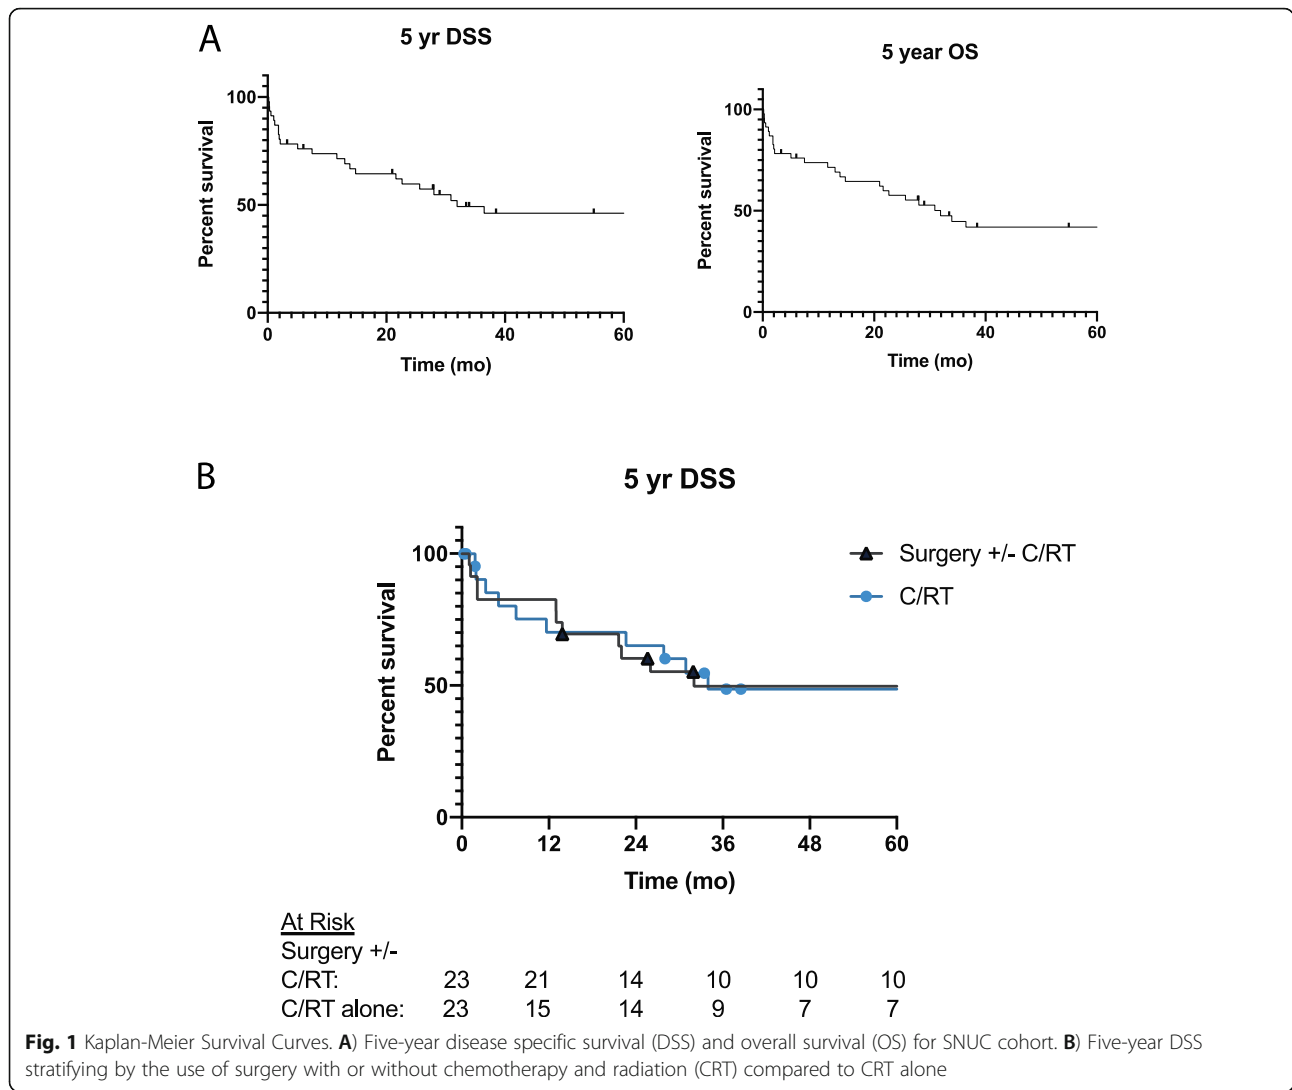 A
5 yr DSS
5 year OS
Percent survival
100
50
0
0 20 40 60
Time (mo)
Percent survival
100
50
0
0 20 40 60
Time (mo)
B
5 yr DSS
Percent survival
100
50
0
0 12 24 36 48 60
Time (mo)
Surgery +/- C/RT
C/RT
At Risk
Surgery +/-
C/RT: 23 21 14 10 10 10
C/RT alone: 23 15 14 9 7 7
Fig. 1 Kaplan-Meier Survival Curves. A) Five-year disease specific survival (DSS) and overall survival (OS) for SNUC cohort. B) Five-year DSS
stratifying by the use of surgery with or without chemotherapy and radiation (CRT) compared to CRT alone